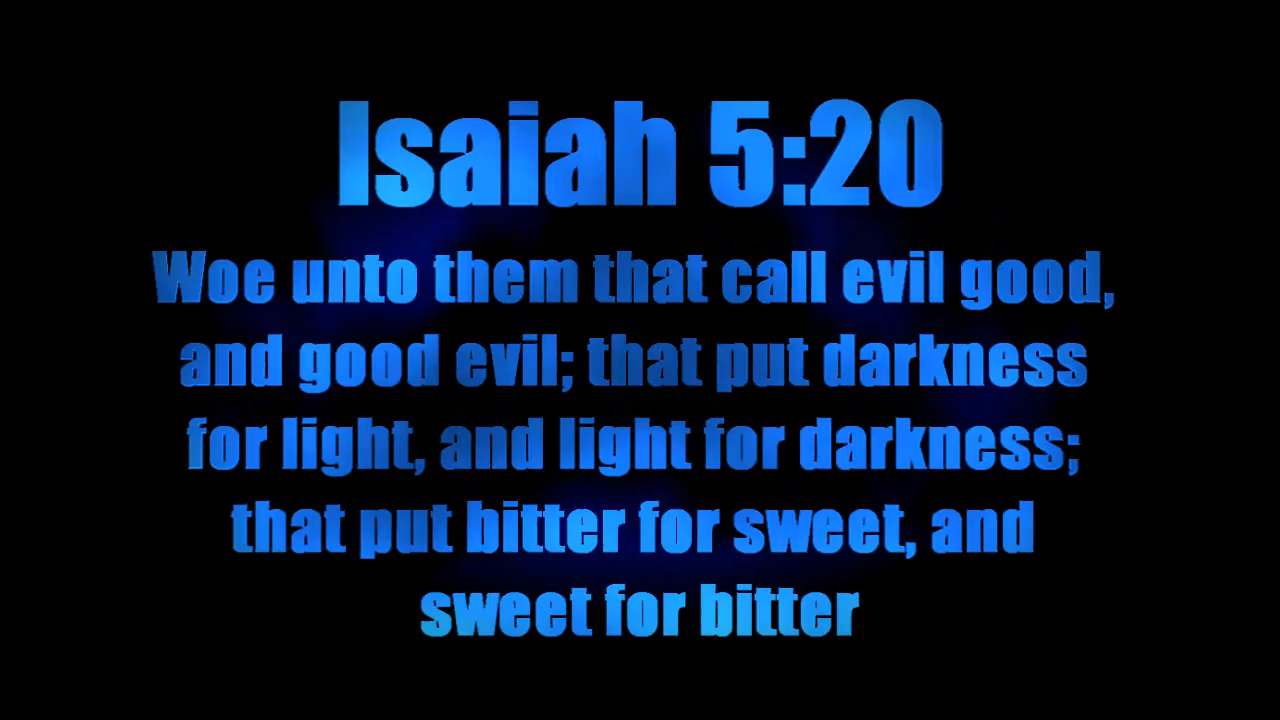 Isaiah 5:20
Woe unto them that call evil good,
and good evil; that put darkness
for light, and light for darkness;
that put bitter for sweet, and
sweet for bitter